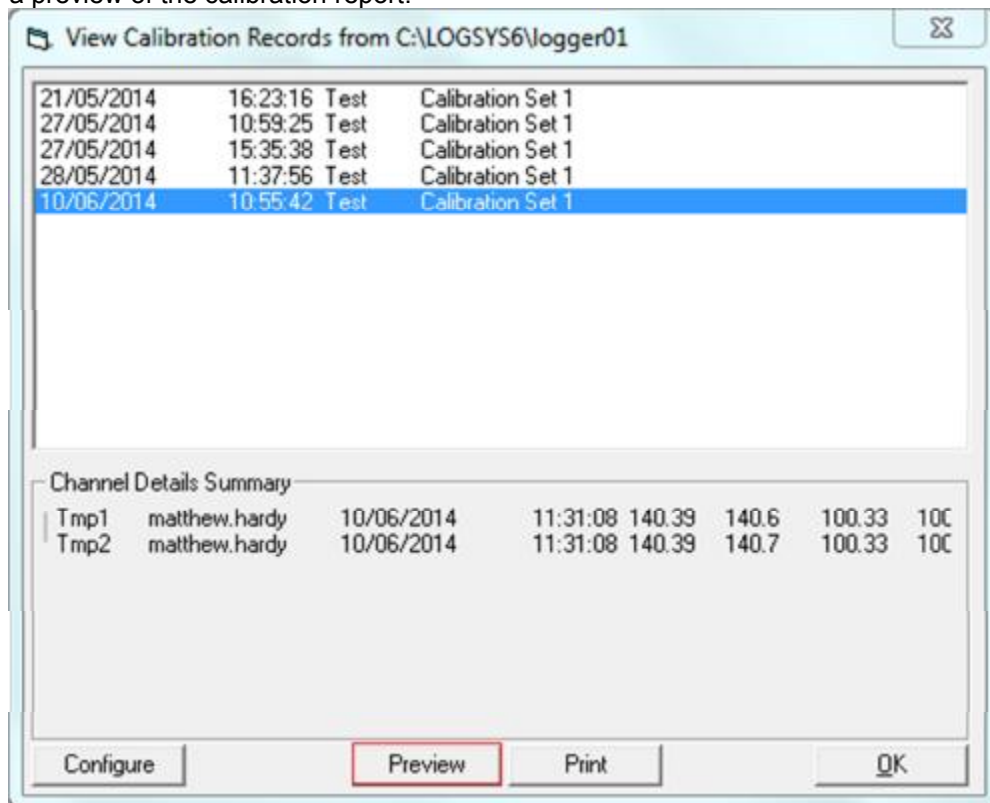 a preview of the calibration report.
View Calibration Records from C:\LOGSYS6\logger01
21/05/2014 16:23:16 Test Calibration Set 1
27/05/2014 10:59:25 Test Calibration Set 1
27/05/2014 15:35:38 Test Calibration Set 1
28/05/2014 11:37:56 Test Calibration Set 1
10/06/2014 10:55:42 Test Calibration Set 1
Channel Details Summary
Tmp1 matthew.hardy 10/06/2014 11:31:08 140.39 140.6 100.33
Tmp2 matthew.hardy 10/06/2014 11:31:08 140.39 140.7 100.33
Configure Preview Print OK